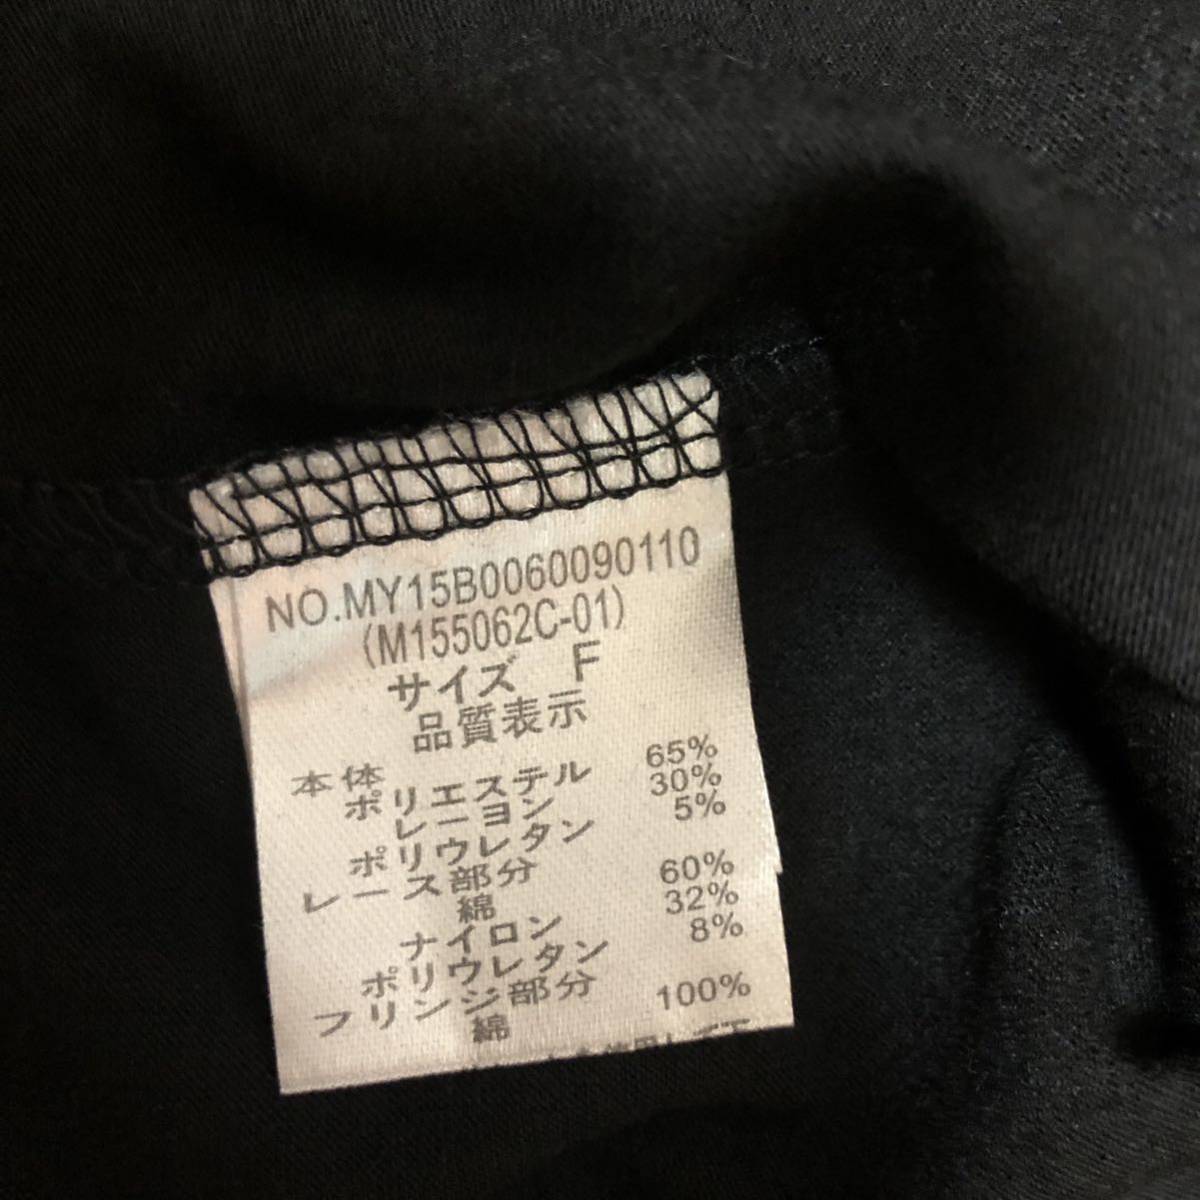 NO.MY15B0060090110
(M155062C-01)
サイズ F
品質表示
本体
ポリエステル 65%
レーヨン 30%
ポリウレタン 5%
レース部分
綿 60%
ナイロン 32%
ポリウレタン 8%
フリンジ部分
綿 100%